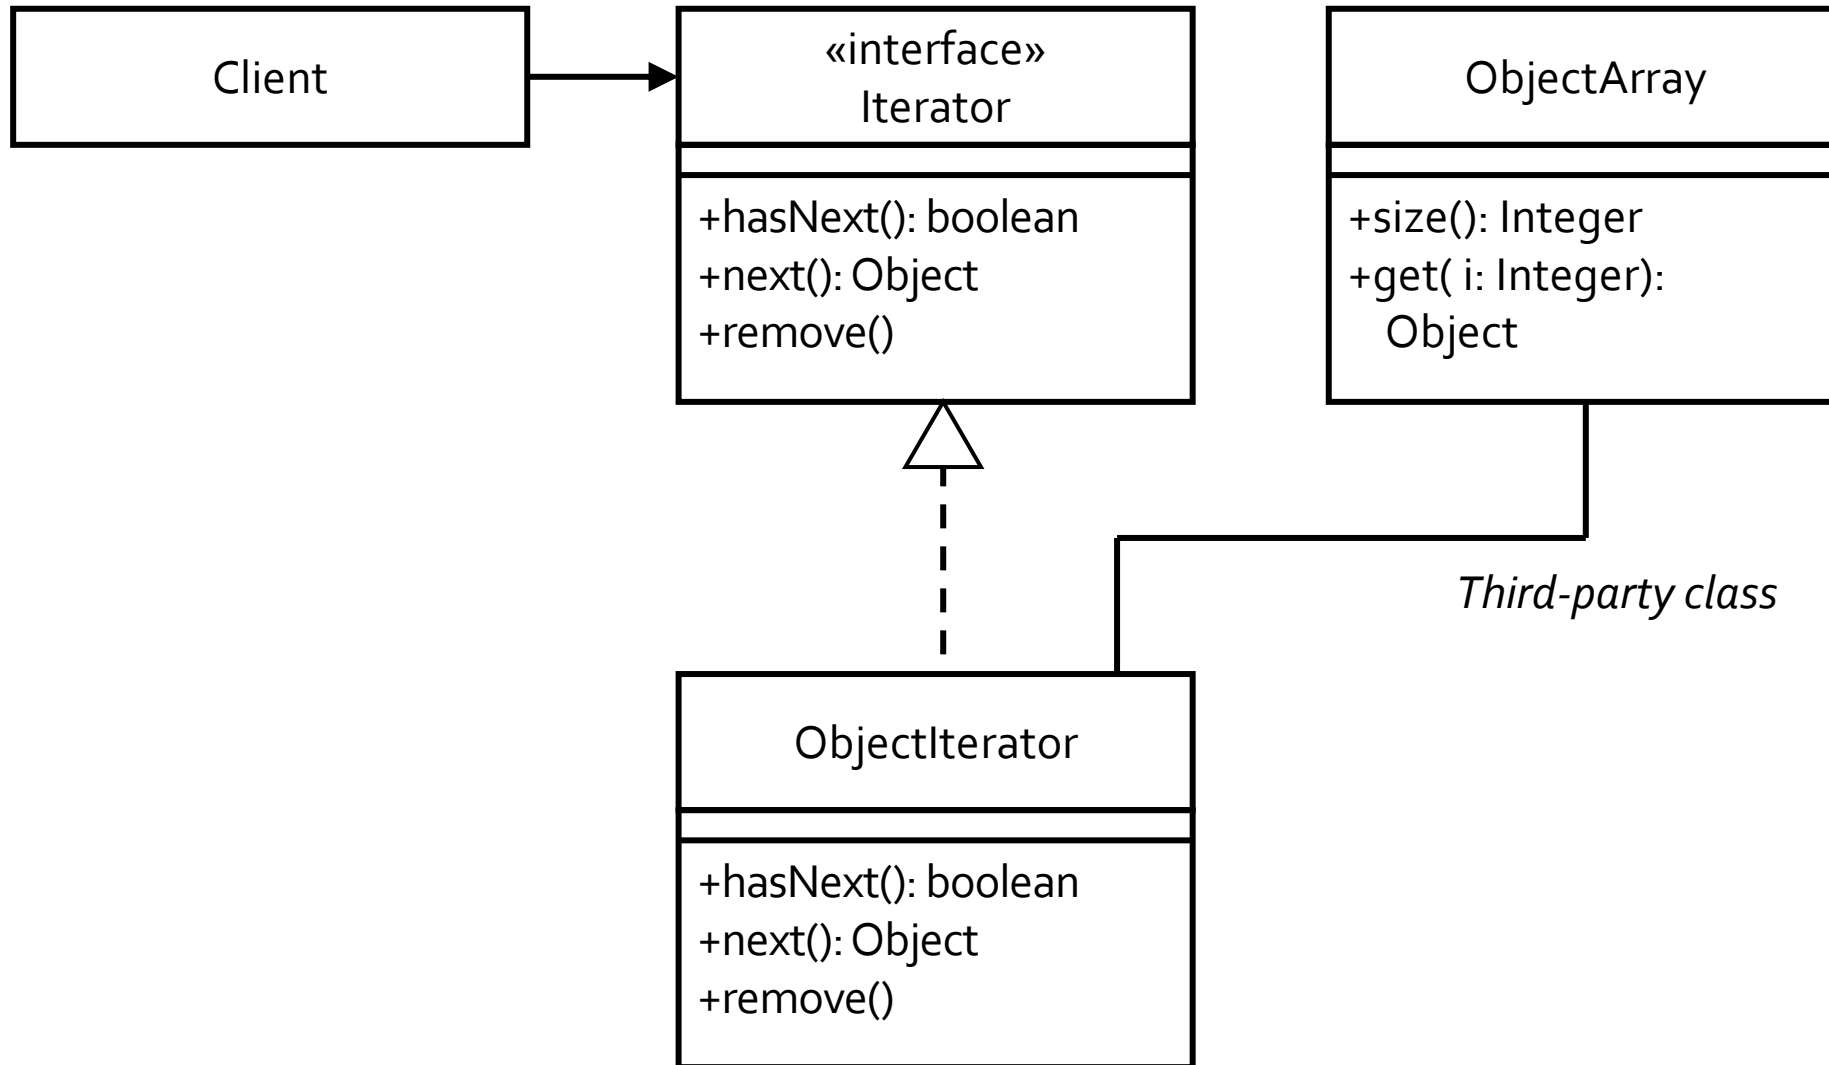 Client
«interface»
Iterator
+hasNext(): boolean
+next(): Object
+remove()
ObjectArray
+size(): Integer
+get( i: Integer):
Object
Third-party class
ObjectIterator
+hasNext(): boolean
+next(): Object
+remove()